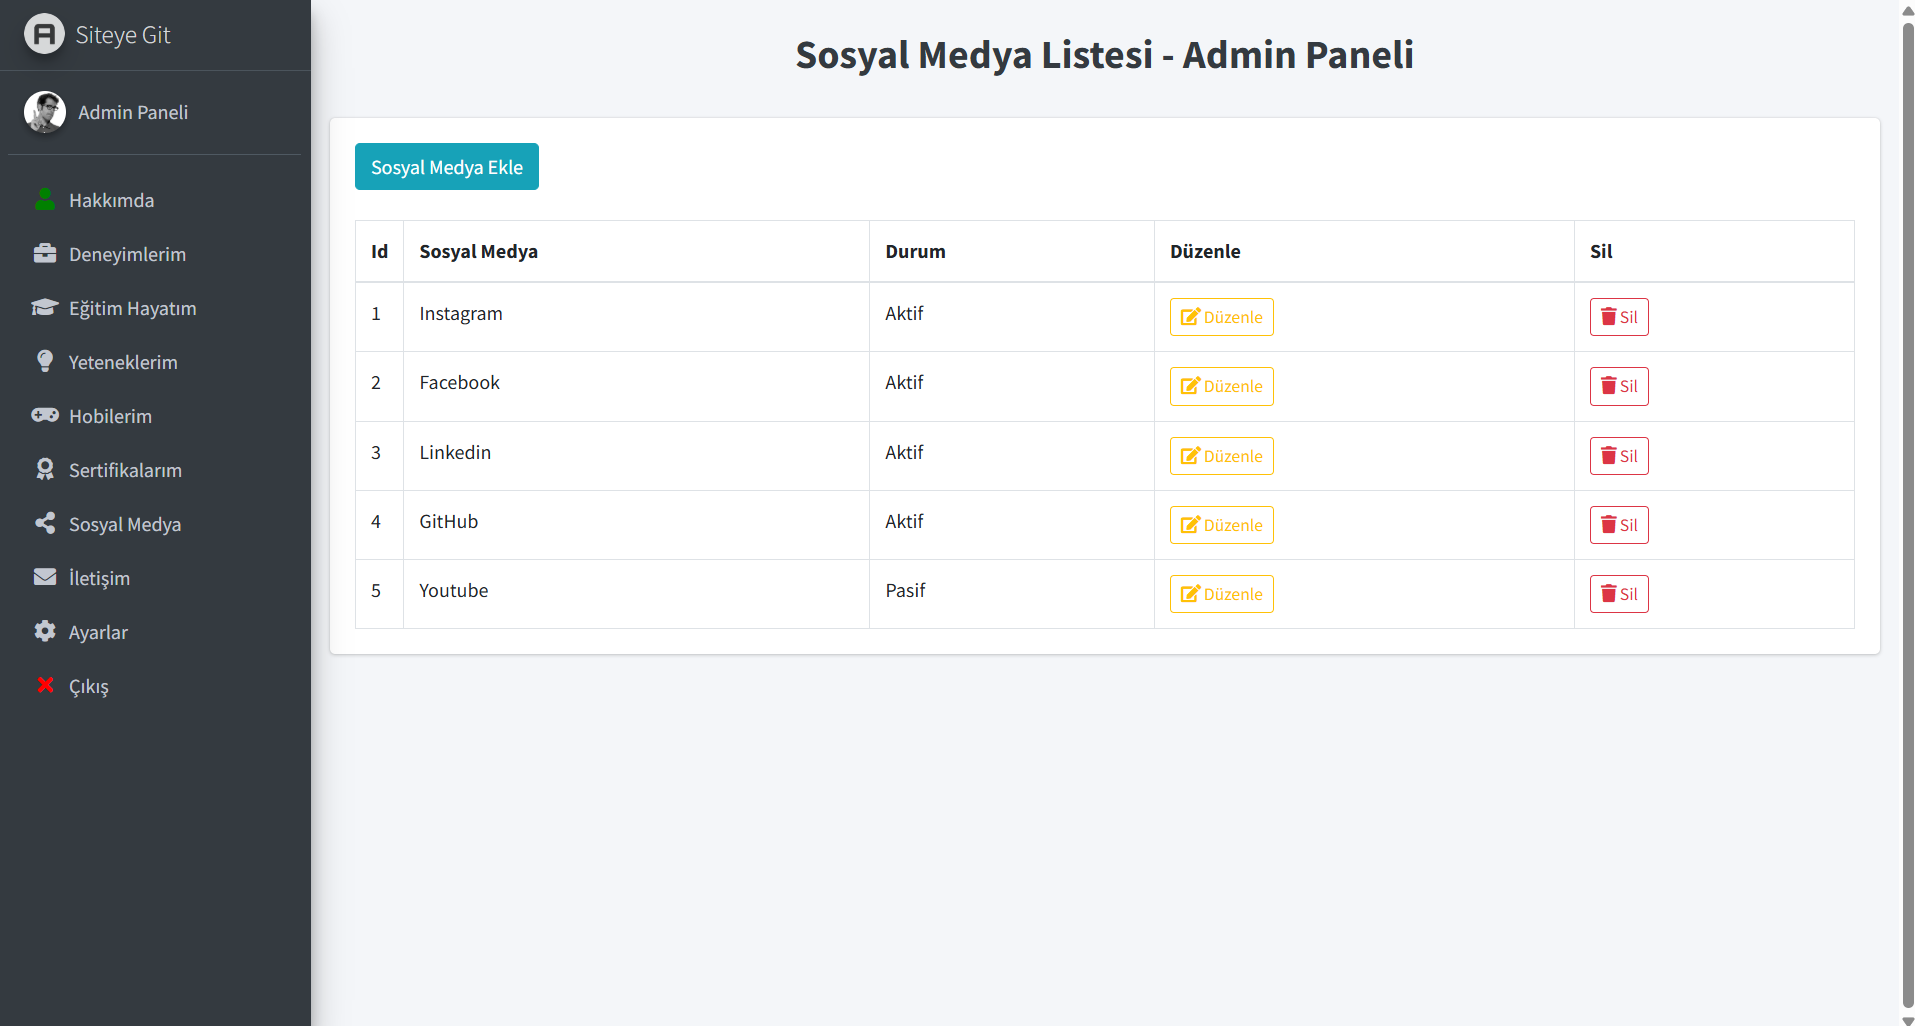 Siteye Git
Admin Paneli
Hakkımda
Deneyimlerim
Eğitim Hayatım
Yeteneklerim
Hobilerim
Sertifikalarım
Sosyal Medya
İletişim
Ayarlar
Çıkış
Sosyal Medya Listesi - Admin Paneli
Sosyal Medya Ekle
Id Sosyal Medya Durum Düzenle Sil
1 Instagram Aktif Düzenle Sil
2 Facebook Aktif Düzenle Sil
3 Linkedin Aktif Düzenle Sil
4 GitHub Aktif Düzenle Sil
5 Youtube Pasif Düzenle Sil